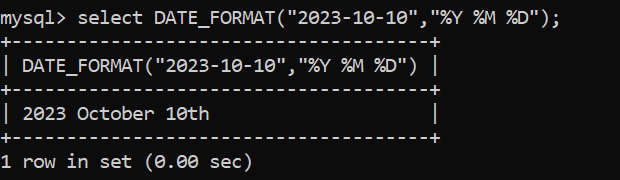 mysql> select DATE_FORMAT("2023-10-10","%Y %M %D");
+-----------------------------------+
| DATE_FORMAT("2023-10-10","%Y %M %D") |
+-----------------------------------+
| 2023 October 10th                    |
+-----------------------------------+
1 row in set (0.00 sec)